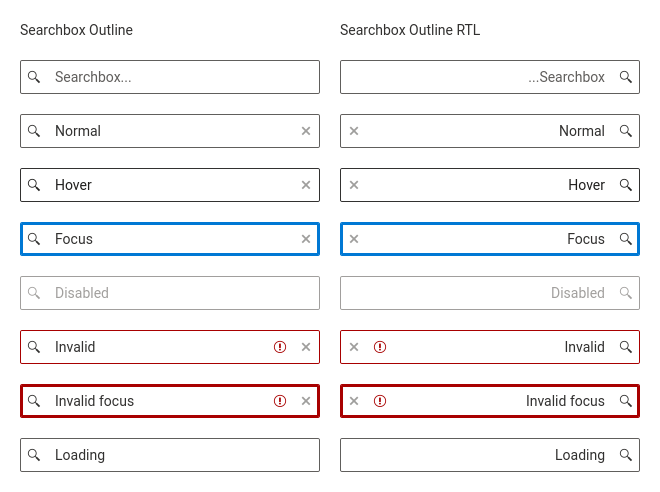 Searchbox Outline
Searchbox...
Normal
Hover
Focus
Disabled
Invalid
Invalid focus
Loading
Searchbox Outline RTL
...Searchbox
Normal
Hover
Focus
Disabled
Invalid
Invalid focus
Loading